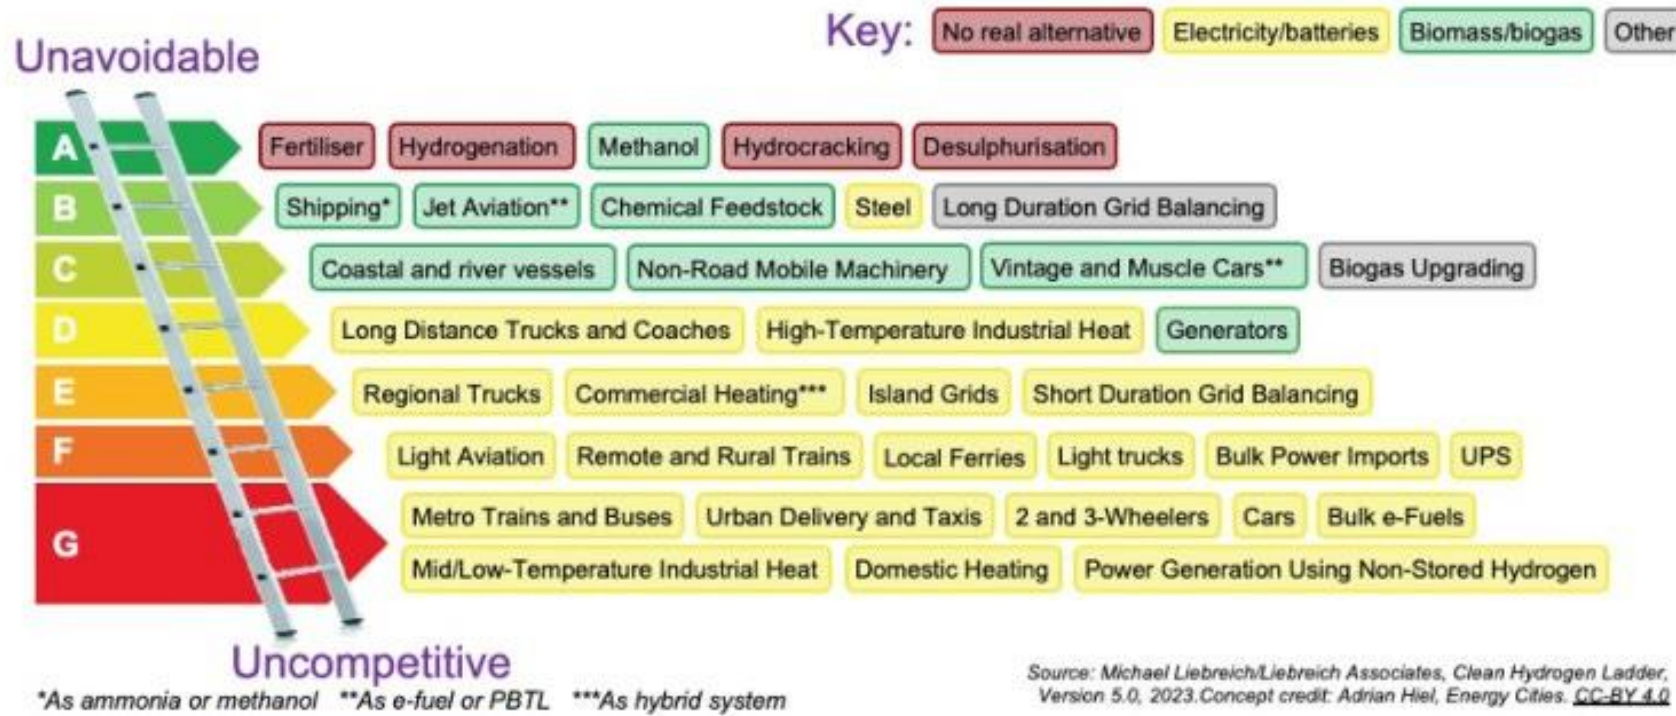 Key: No real alternative Electricity/batteries Biomass/biogas Other
Unavoidable
A Fertiliser Hydrogenation Methanol Hydrocracking Desulphurisation
B Shipping* Jet Aviation** Chemical Feedstock Steel Long Duration Grid Balancing
C Coastal and river vessels Non-Road Mobile Machinery Vintage and Muscle Cars** Biogas Upgrading
D Long Distance Trucks and Coaches High-Temperature Industrial Heat Generators
E Regional Trucks Commercial Heating*** Island Grids Short Duration Grid Balancing
F Light Aviation Remote and Rural Trains Local Ferries Light trucks Bulk Power Imports UPS
G
Metro Trains and Buses Urban Delivery and Taxis 2 and 3-Wheelers Cars Bulk e-Fuels
Mid/Low-Temperature Industrial Heat Domestic Heating Power Generation Using Non-Stored Hydrogen
Uncompetitive
*As ammonia or methanol **As e-fuel or PBTL ***As hybrid system
Source: Michael Liebreich/Liebreich Associates, Clean Hydrogen Ladder,
Version 5.0, 2023.Concept credit: Adrian Hiel, Energy Cities. CC-BY 4.0